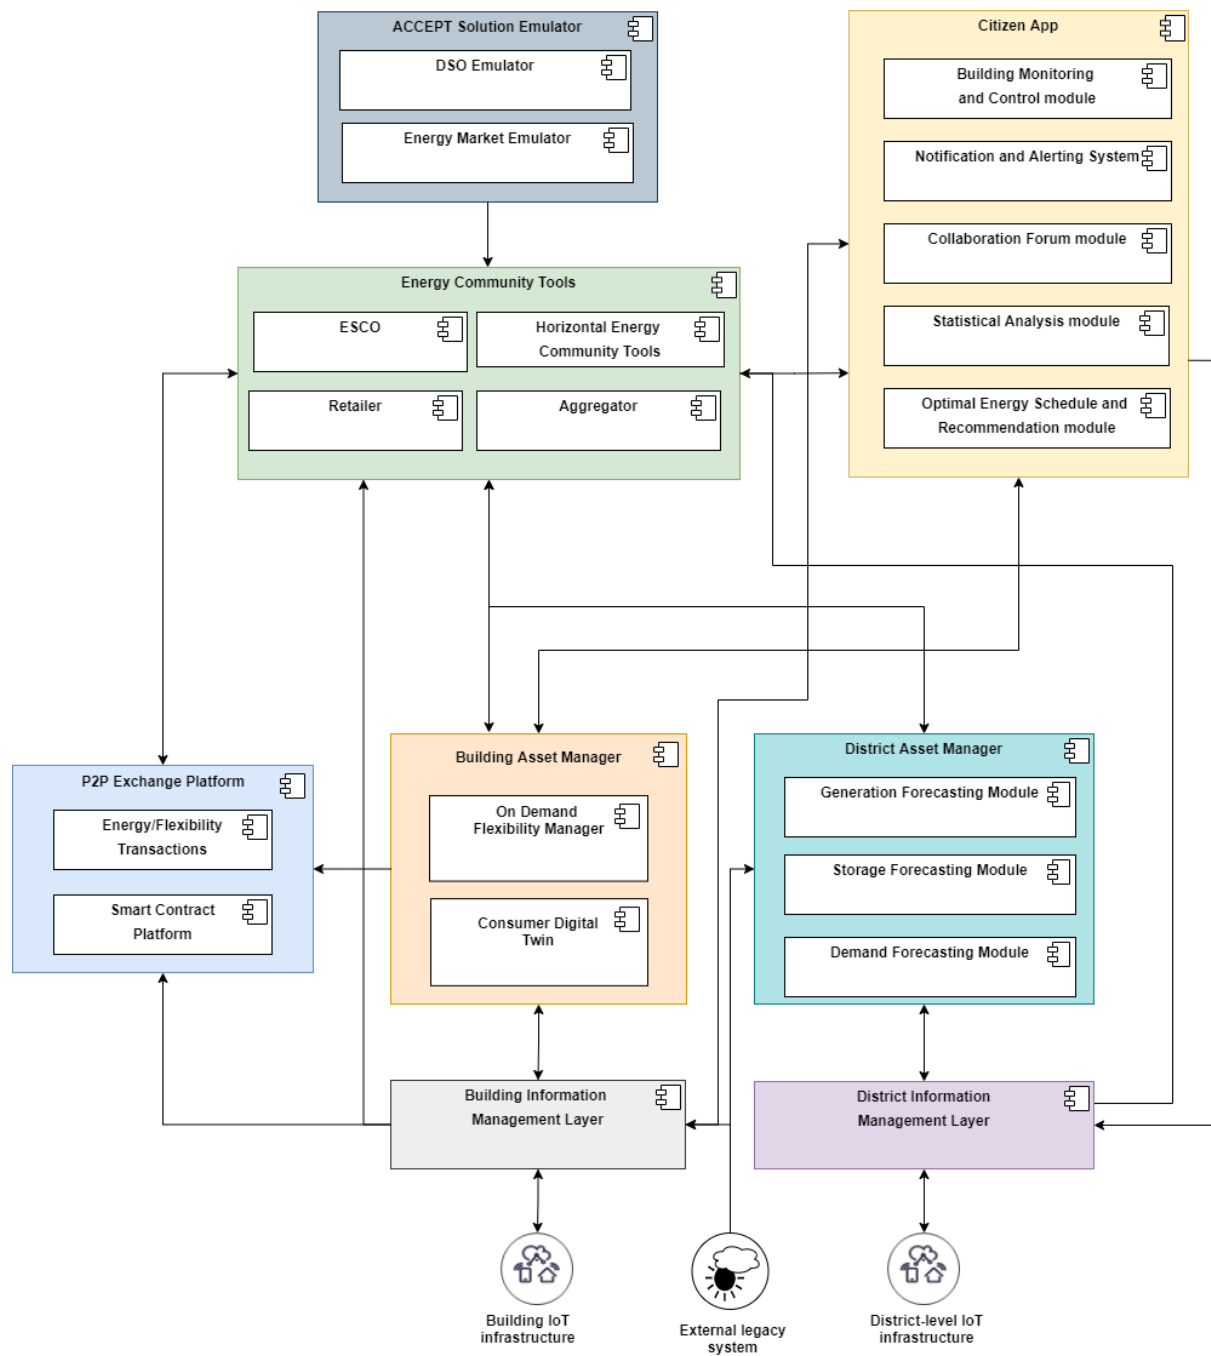 ACCEPT Solution Emulator
DSO Emulator
Energy Market Emulator
Citizen App
Building Monitoring
and Control module
Notification and Alerting System
Collaboration Forum module
Statistical Analysis module
Optimal Energy Schedule and
Recommendation module
Energy Community Tools
ESCO
Horizontal Energy
Community Tools
Retailer
Aggregator
P2P Exchange Platform
Energy/Flexibility
Transactions
Smart Contract
Platform
Building Asset Manager
On Demand
Flexibility Manager
Consumer Digital
Twin
District Asset Manager
Generation Forecasting Module
Storage Forecasting Module
Demand Forecasting Module
Building Information
Management Layer
District Information
Management Layer
Building IoT
infrastructure
External legacy
system
District-level IoT
infrastructure